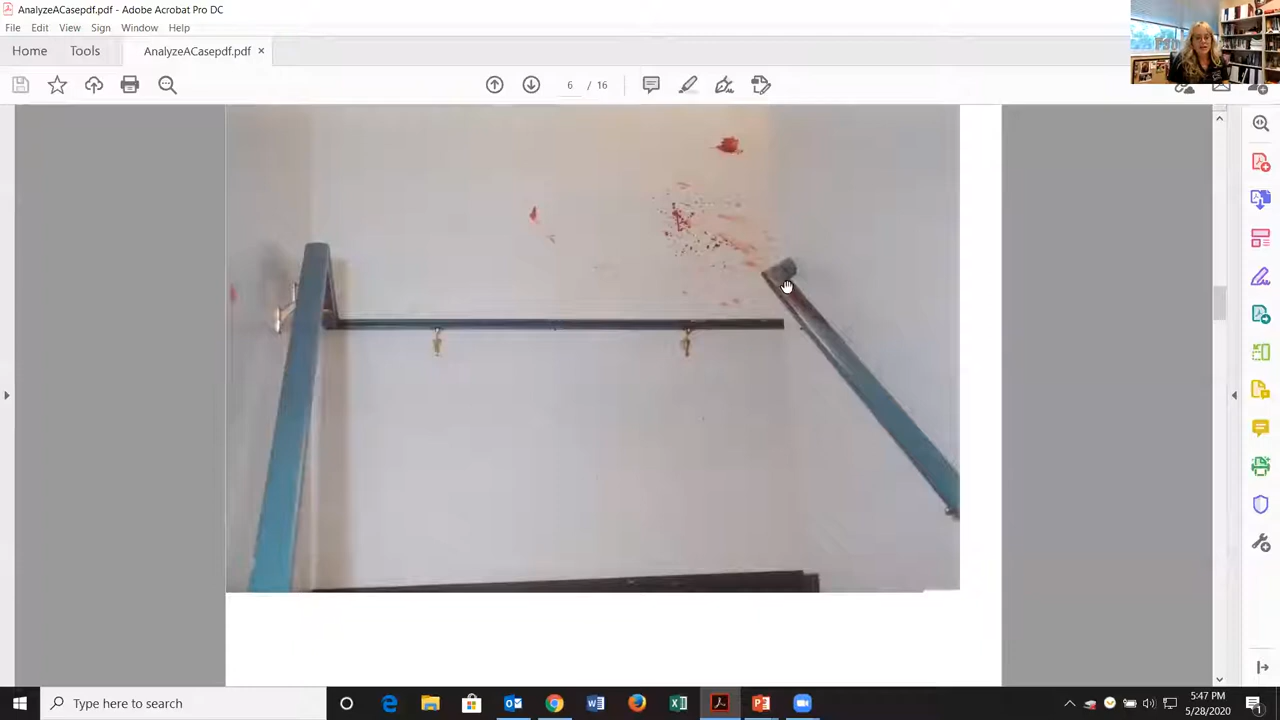 AnalyzeACasepdf.pdf - Adobe Acrobat Pro DC
File Edit View Sign Window Help
Home Tools AnalyzeACasepdf.pdf ×
6 / 16
Type here to search
5:47 PM
5/28/2020